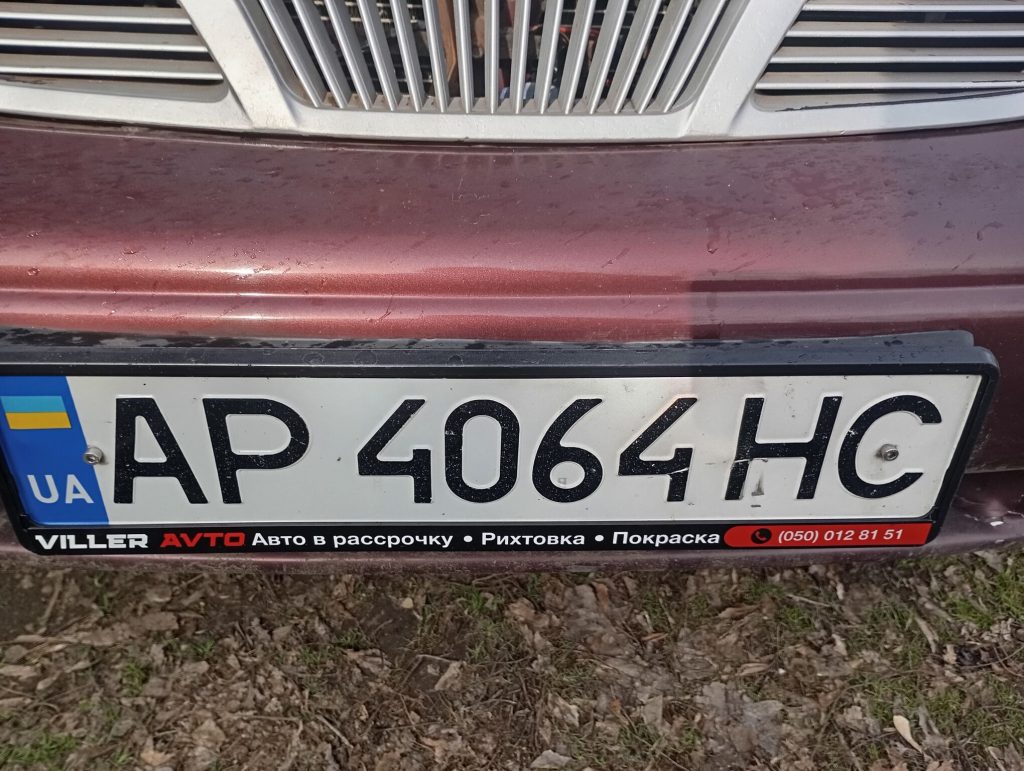 UA
AP 4064 HC
VILLER AVTO Авто в рассрочку • Рихтовка • Покраска (050) 012 81 51